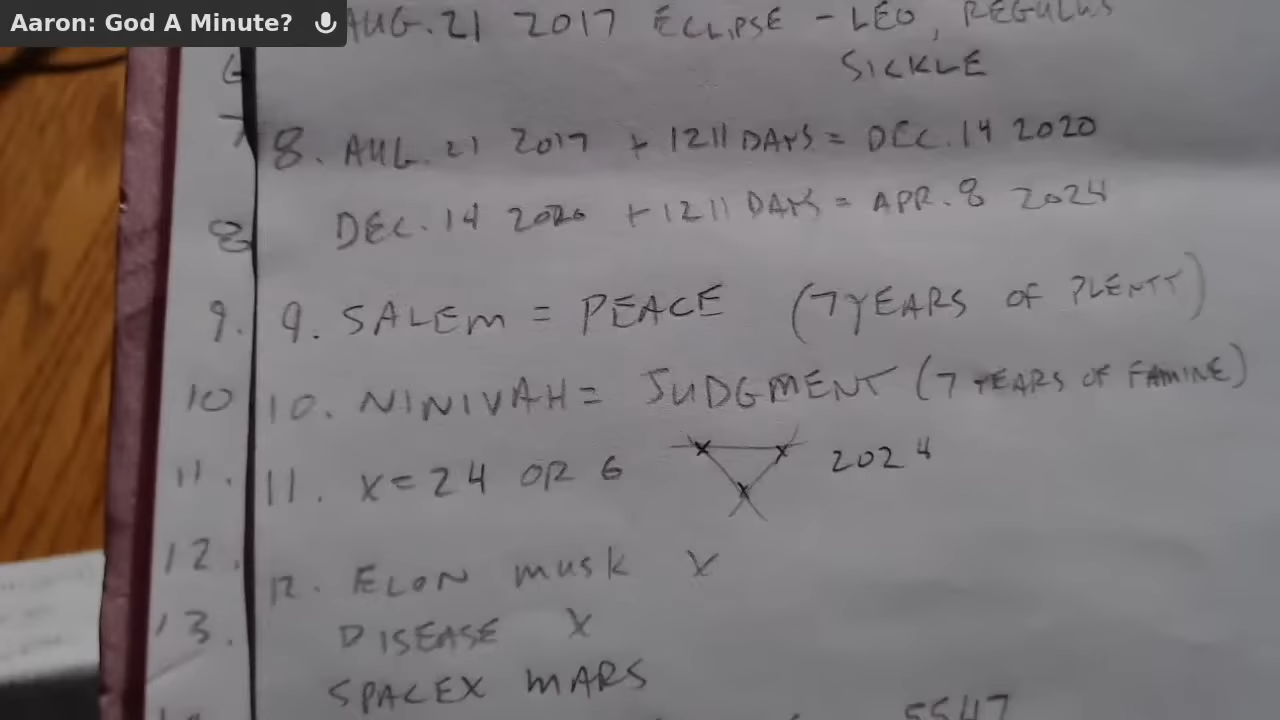 Aaron: God A Minute?
AUG. 21 2017 ECLIPSE - LEO, REGULUS
SICKLE
6
7
8. AUG. 21 2017 + 1211 DAYS = DEC. 14 2020
8
DEC. 14 2020 + 1211 DAYS = APR. 8 2024
9. 9. SALEM = PEACE (7 YEARS OF PLENTY)
10 10. NINIVAH = JUDGMENT (7 YEARS OF FAMINE)
11. 11. X = 24 OR 6 2024
12.
12. ELON MUSK X
13.
DISEASE X
SPACEX MARS
5547